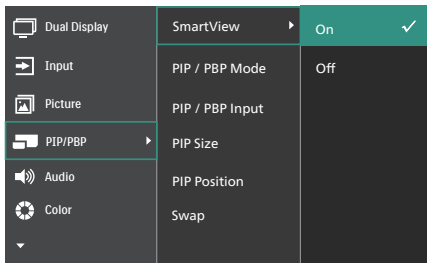 Dual Display
Input
Picture
PIP/PBP
Audio
Color
SmartView
PIP / PBP Mode
PIP / PBP Input
PIP Size
PIP Position
Swap
On
Off